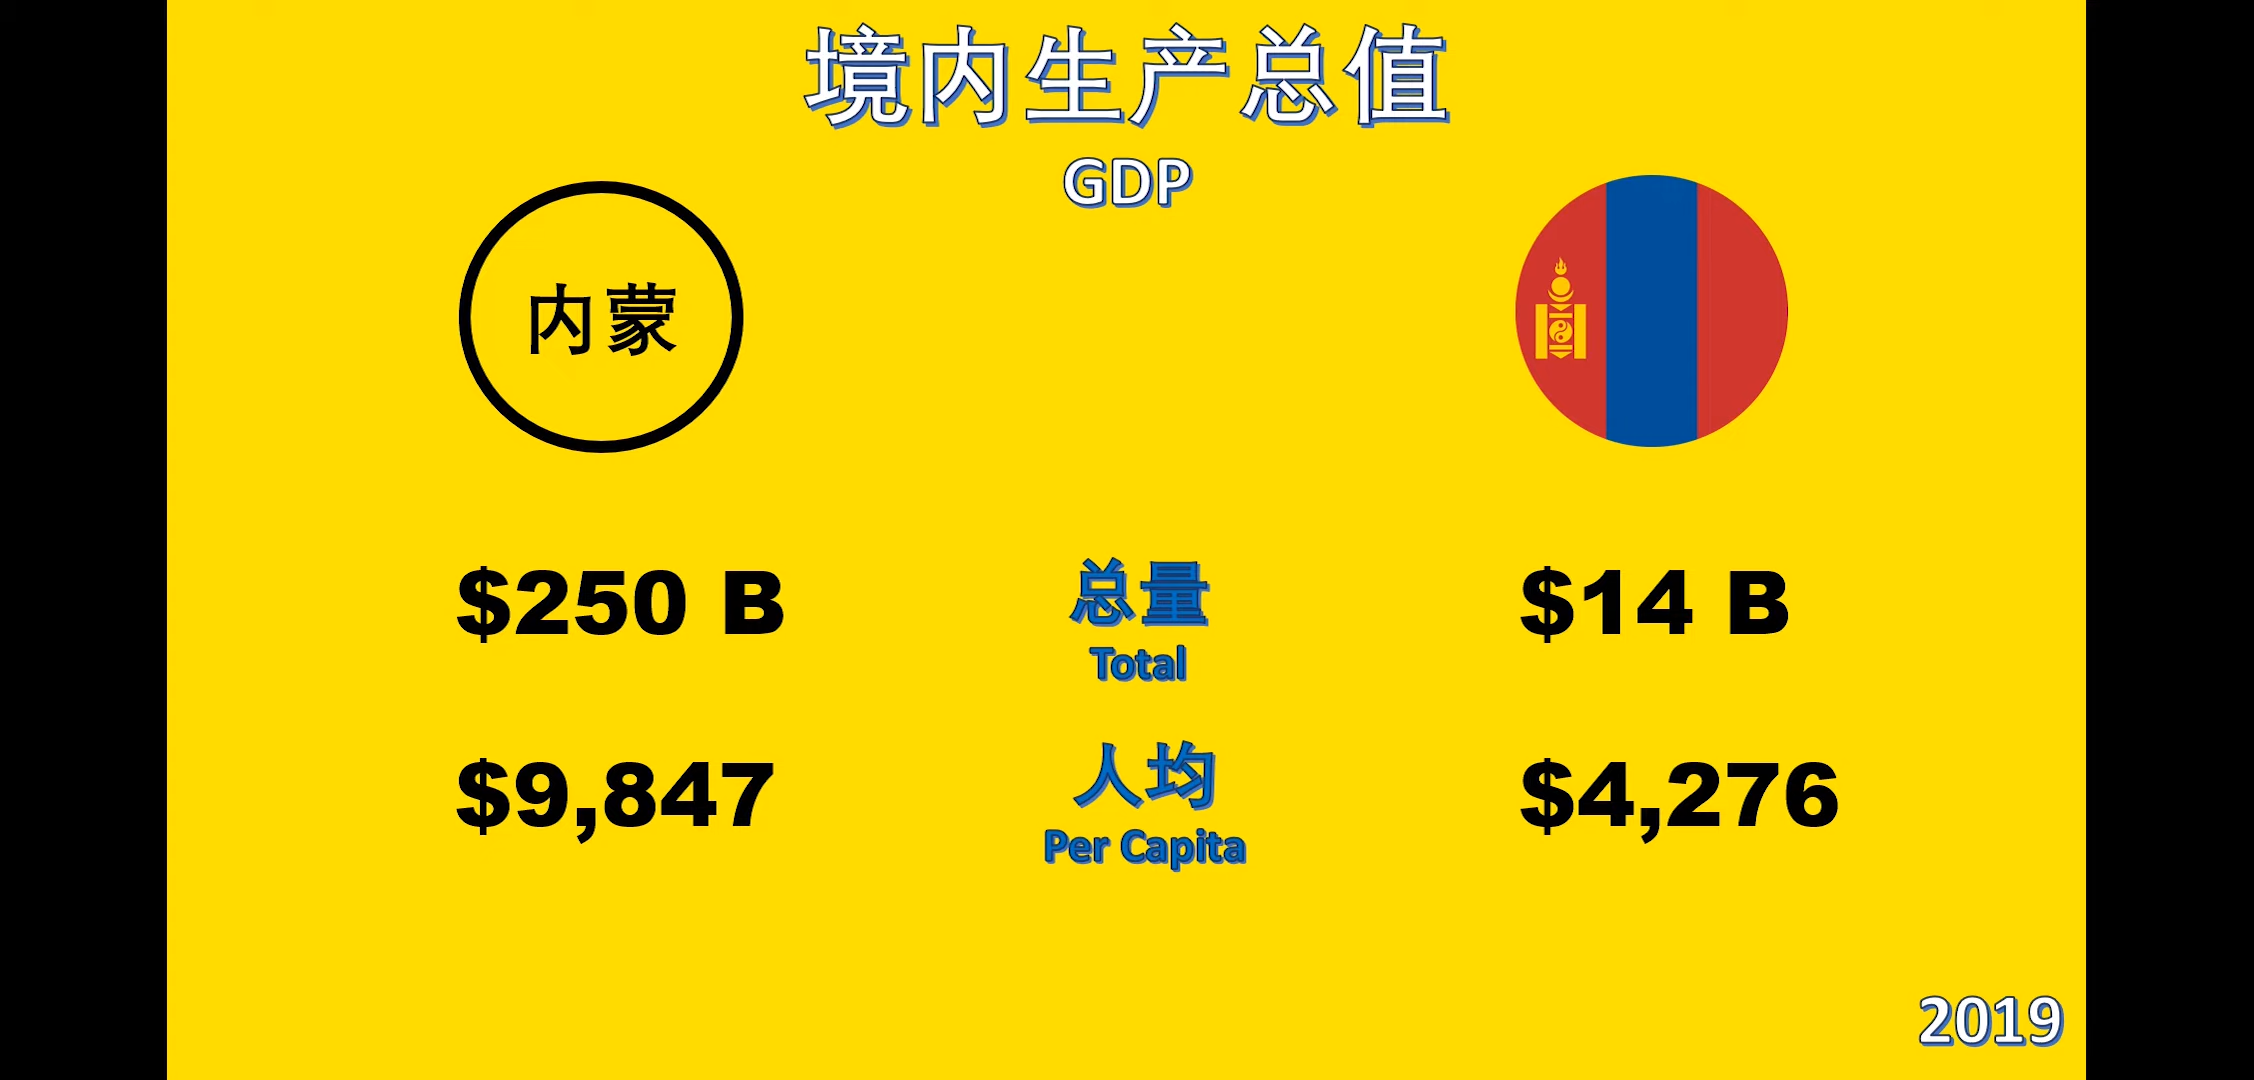 境内生产总值
GDP
内蒙
$250 B
总量
Total
$14 B
$9,847
人均
Per Capita
$4,276
2019